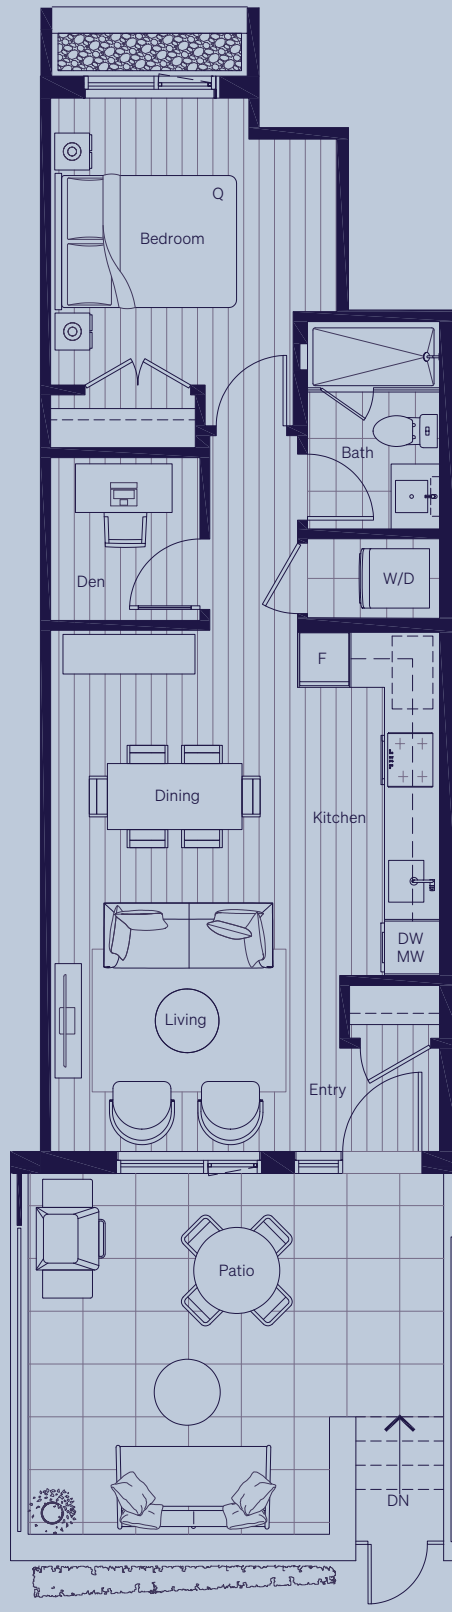 Q
Bedroom
Bath
W/D
Den
F
Dining
Kitchen
DW
MW
Living
Entry
Patio
DN